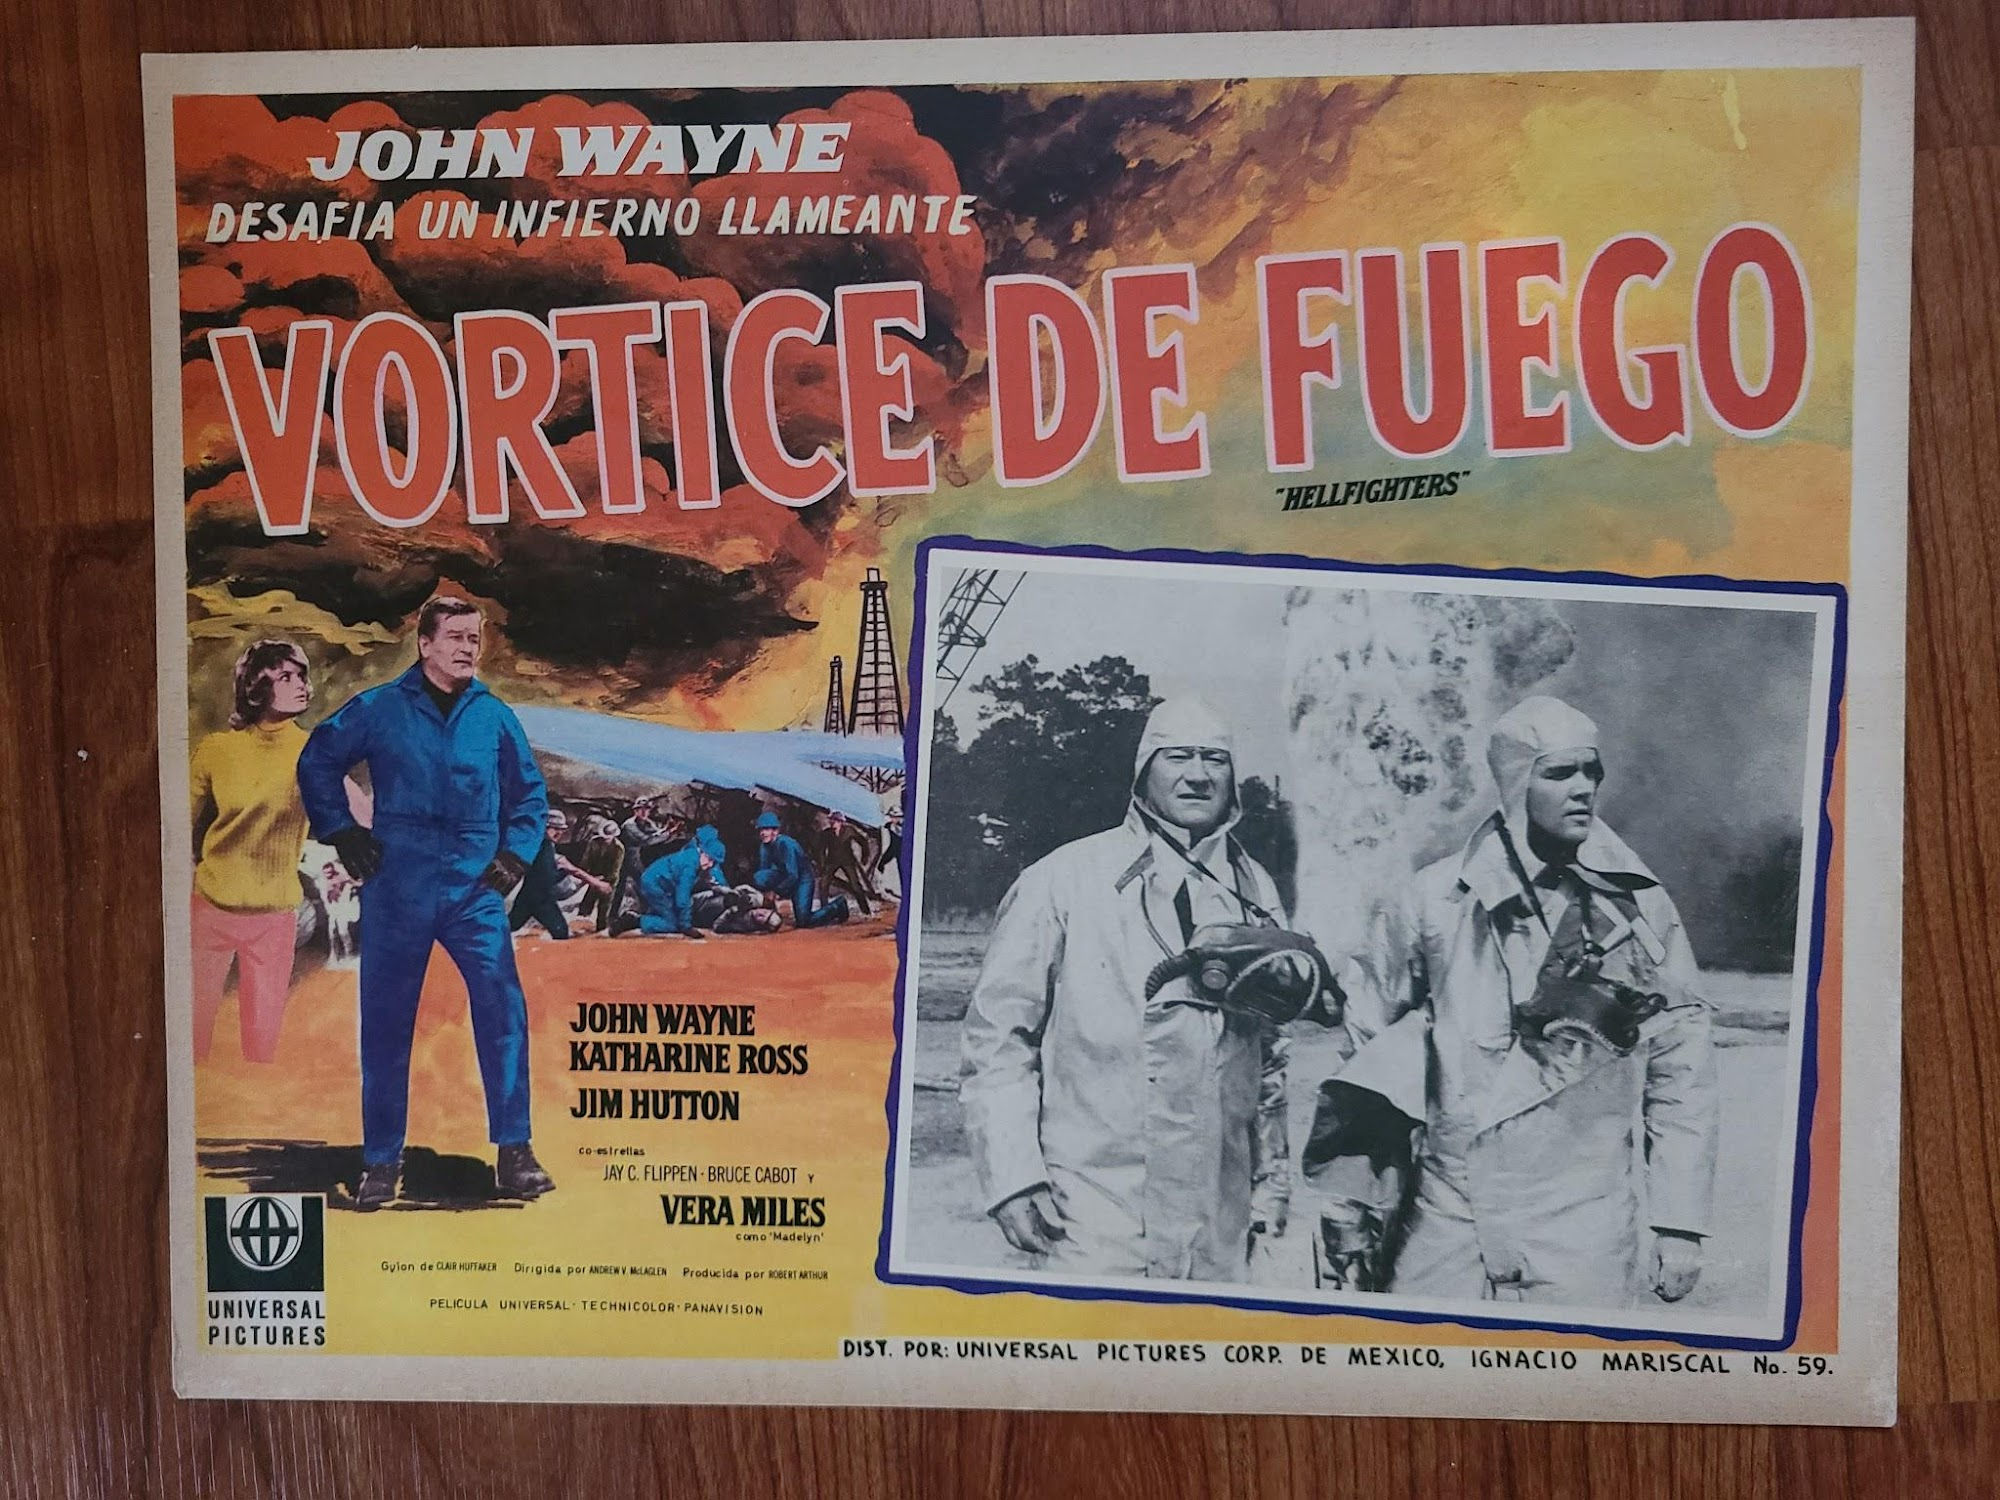 JOHN WAYNE
DESAFIA UN INFIERNO LLAMEANTE
VORTICE DE FUEGO
"HELLFIGHTERS"
JOHN WAYNE
KATHARINE ROSS
JIM HUTTON
co-estrellas
JAY C. FLIPPEN · BRUCE CABOT y
VERA MILES
como 'Madelyn'
Guion de CLAIR HUFFAKER Dirigida por ANDREW V. McLAGLEN Producida por ROBERT ARTHUR
PELICULA UNIVERSAL · TECHNICOLOR · PANAVISION
UNIVERSAL
PICTURES
DIST. POR: UNIVERSAL PICTURES CORP. DE MEXICO, IGNACIO MARISCAL No. 59.